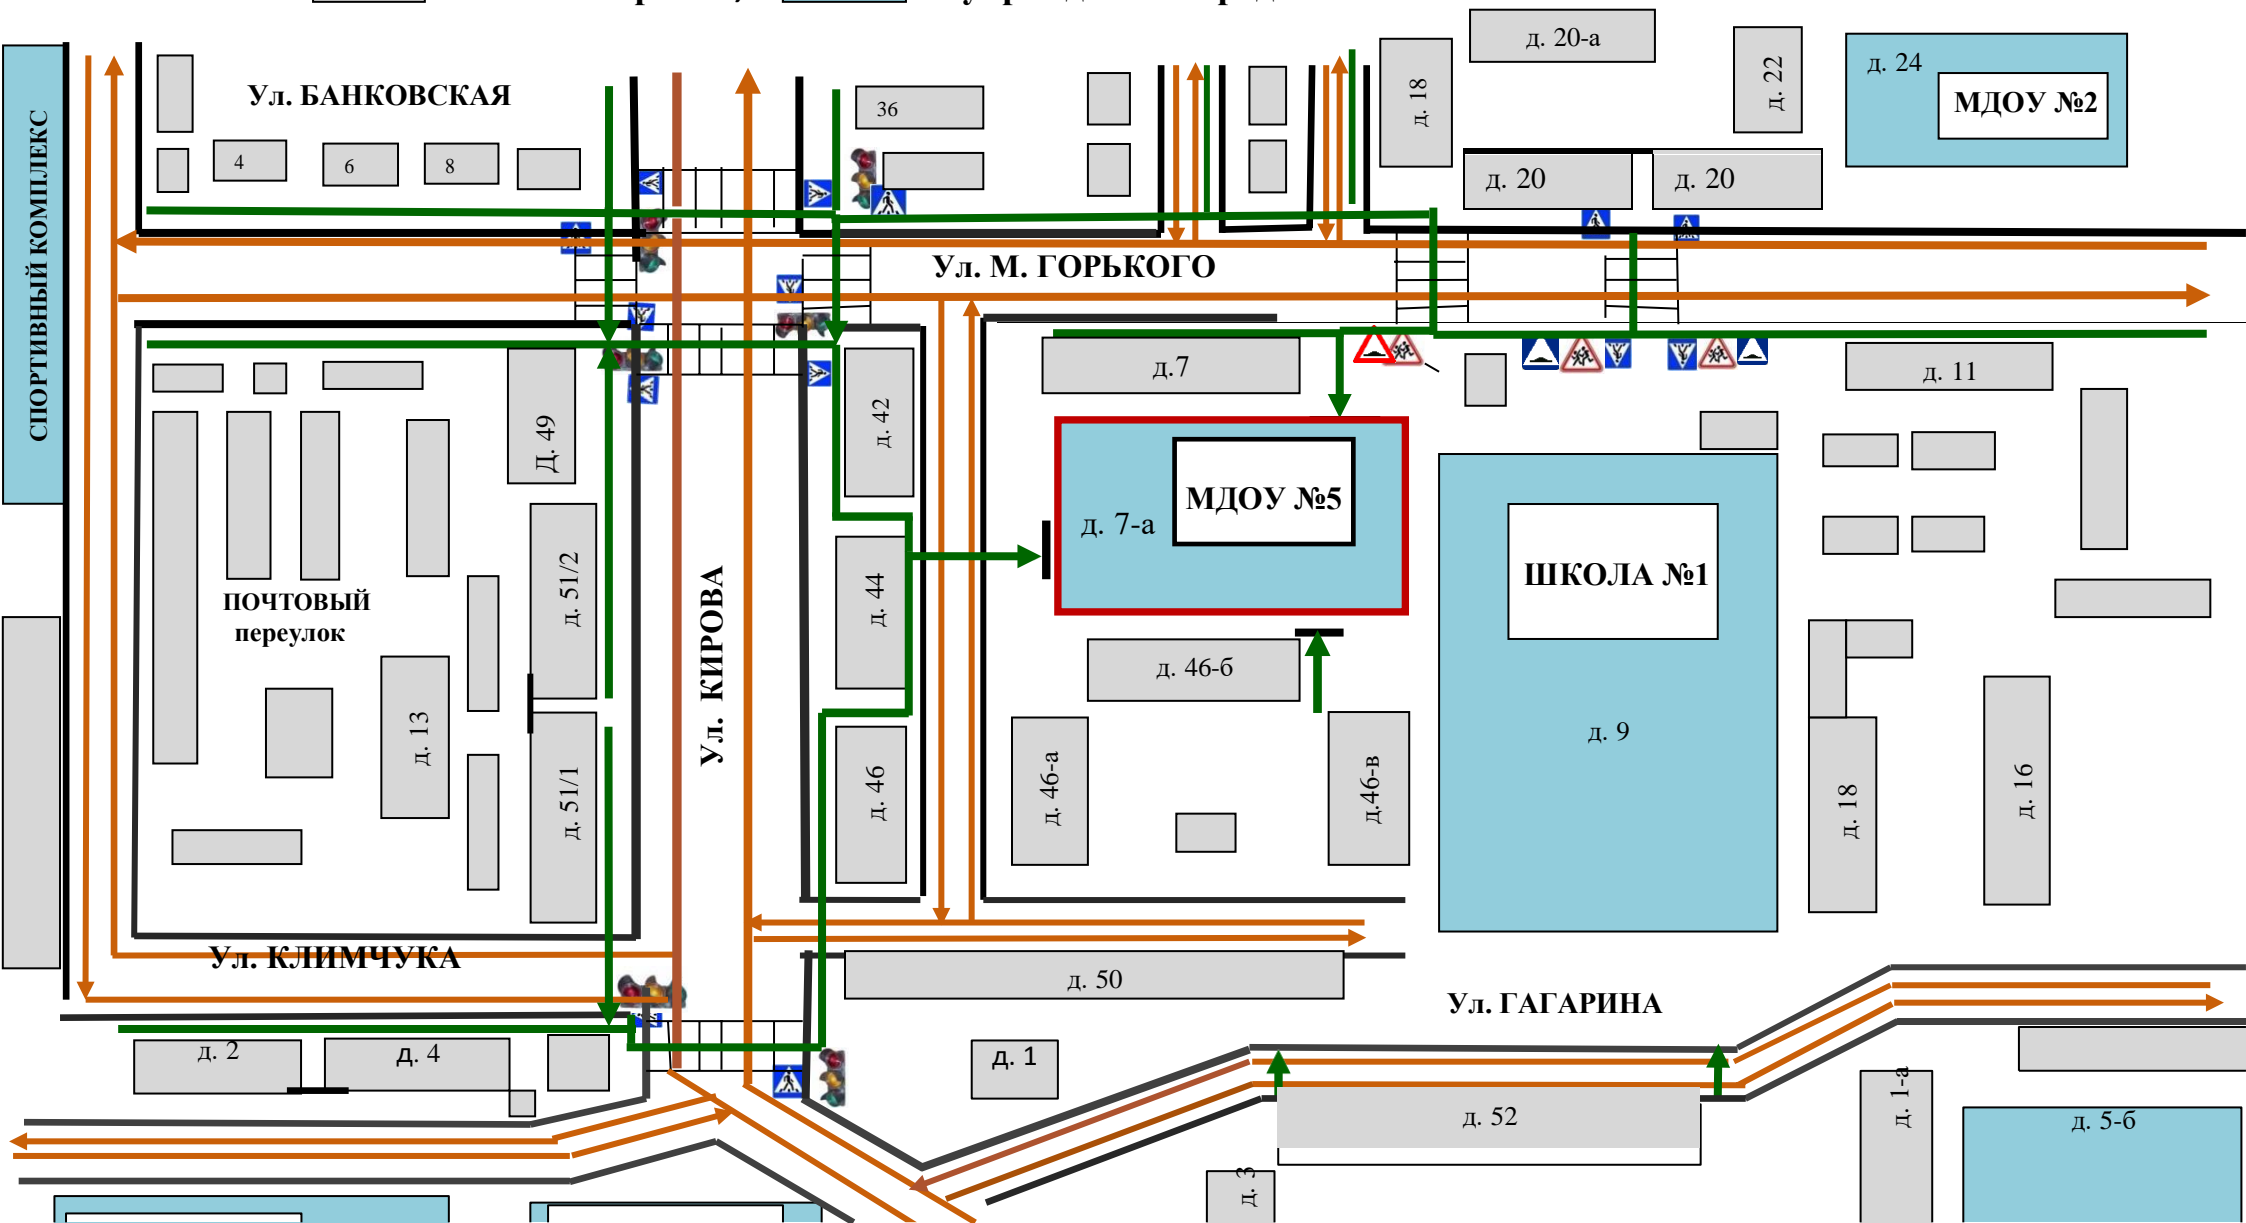 д. 20-а
д. 18
д. 22
д. 24
МДОУ №2
Ул. БАНКОВСКАЯ
36
4
6
8
д. 20
д. 20
СПОРТИВНЫЙ КОМПЛЕКС
Ул. М. ГОРЬКОГО
д.7
д. 11
Д. 49
д. 42
МДОУ №5
д. 7-а
ШКОЛА №1
д. 51/2
д. 44
ПОЧТОВЫЙ
переулок
Ул. КИРОВА
д. 46-б
д. 13
д. 9
д. 51/1
д. 46
д. 46-а
д.46-в
д. 18
д. 16
Ул. КЛИМЧУКА
д. 50
Ул. ГАГАРИНА
д. 2
д. 4
д. 1
д. 52
д. 1-а
д. 5-б
д. 3